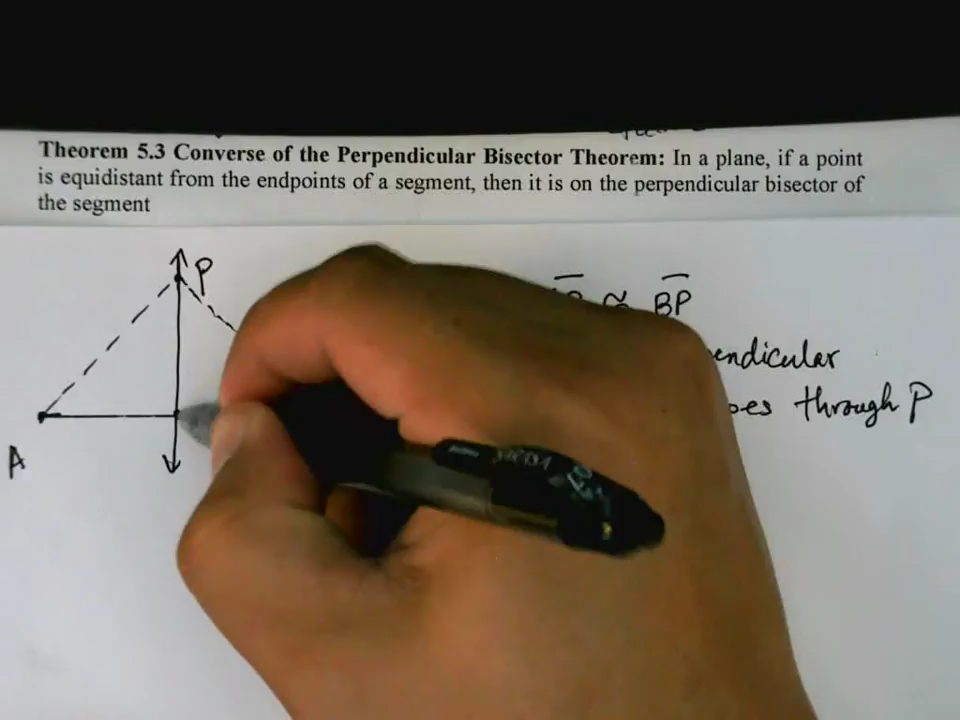 Theorem 5.3 Converse of the Perpendicular Bisector Theorem: In a plane, if a point
is equidistant from the endpoints of a segment, then it is on the perpendicular bisector of
the segment
P
≅ BP
endicular
oes through P
A